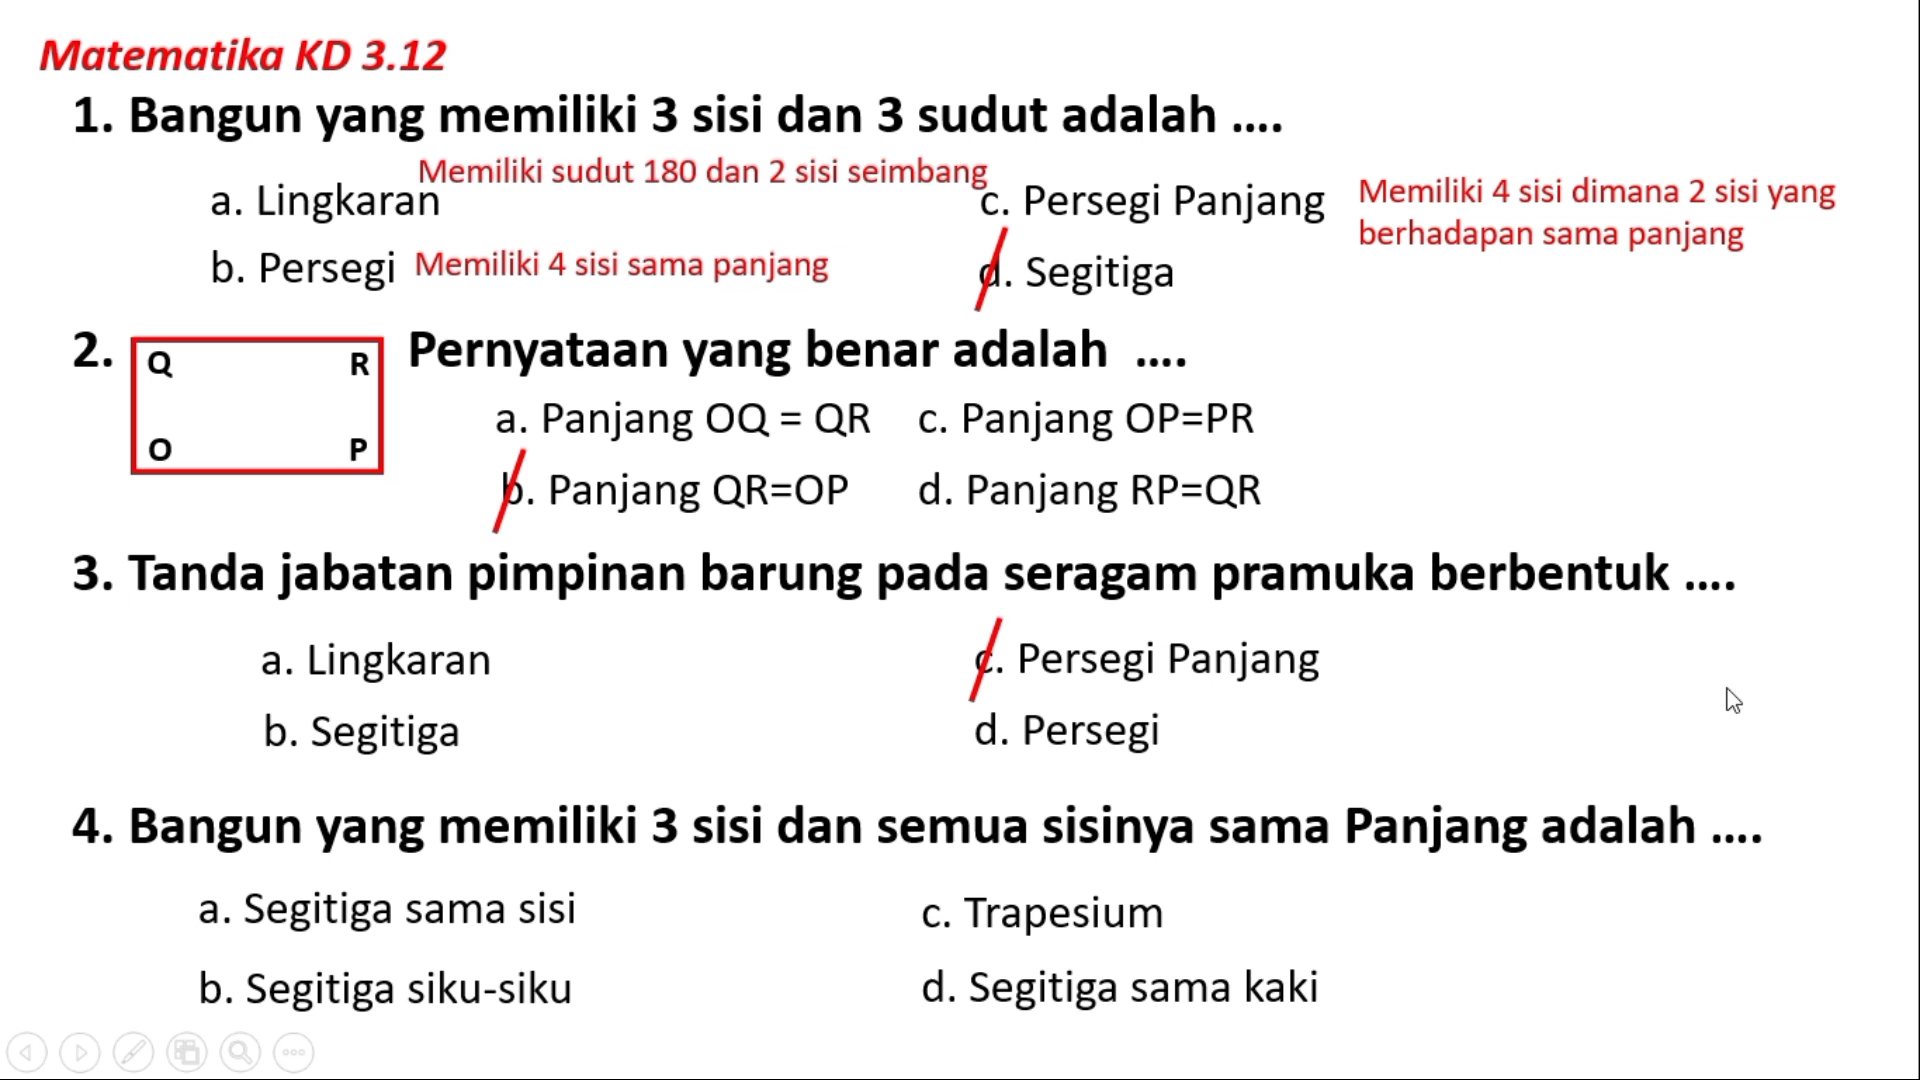 Matematika KD 3.12
1. Bangun yang memiliki 3 sisi dan 3 sudut adalah ....
a. Lingkaran
Memiliki sudut 180 dan 2 sisi seimbang
c. Persegi Panjang
Memiliki 4 sisi dimana 2 sisi yang
berhadapan sama panjang
b. Persegi
Memiliki 4 sisi sama panjang
d. Segitiga
2.
Q R
O P
Pernyataan yang benar adalah ....
a. Panjang OQ = QR
c. Panjang OP=PR
b. Panjang QR=OP
d. Panjang RP=QR
3. Tanda jabatan pimpinan barung pada seragam pramuka berbentuk ....
a. Lingkaran
c. Persegi Panjang
b. Segitiga
d. Persegi
4. Bangun yang memiliki 3 sisi dan semua sisinya sama Panjang adalah ....
a. Segitiga sama sisi
c. Trapesium
b. Segitiga siku-siku
d. Segitiga sama kaki